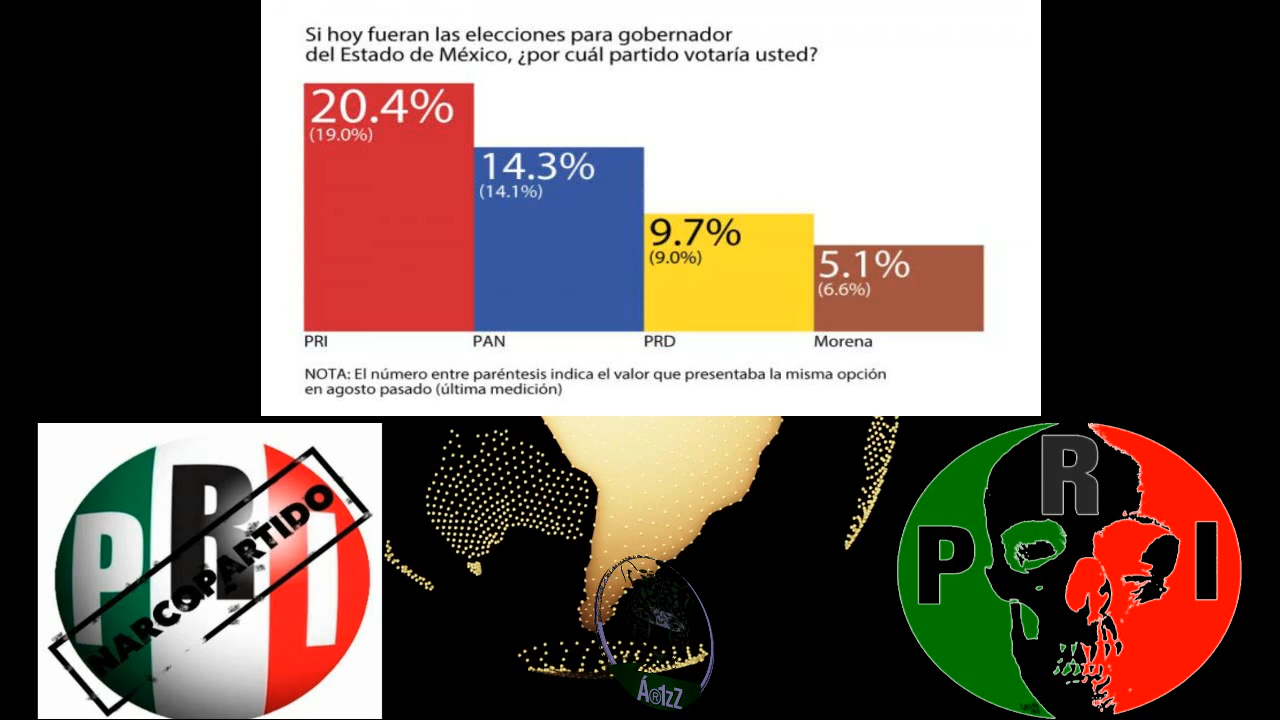 Si hoy fueran las elecciones para gobernador
del Estado de México, ¿por cuál partido votaría usted?
20.4%
(19.0%)
14.3%
(14.1%)
9.7%
(9.0%)
5.1%
(6.6%)
PRI
PAN
PRD
Morena
NOTA: El número entre paréntesis indica el valor que presentaba la misma opción
en agosto pasado (última medición)
PRI
NARCOPARTIDO
PRI
Á®1zZ